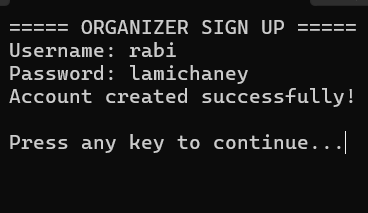 ===== ORGANIZER SIGN UP =====
Username: rabi
Password: lamichaney
Account created successfully!

Press any key to continue...